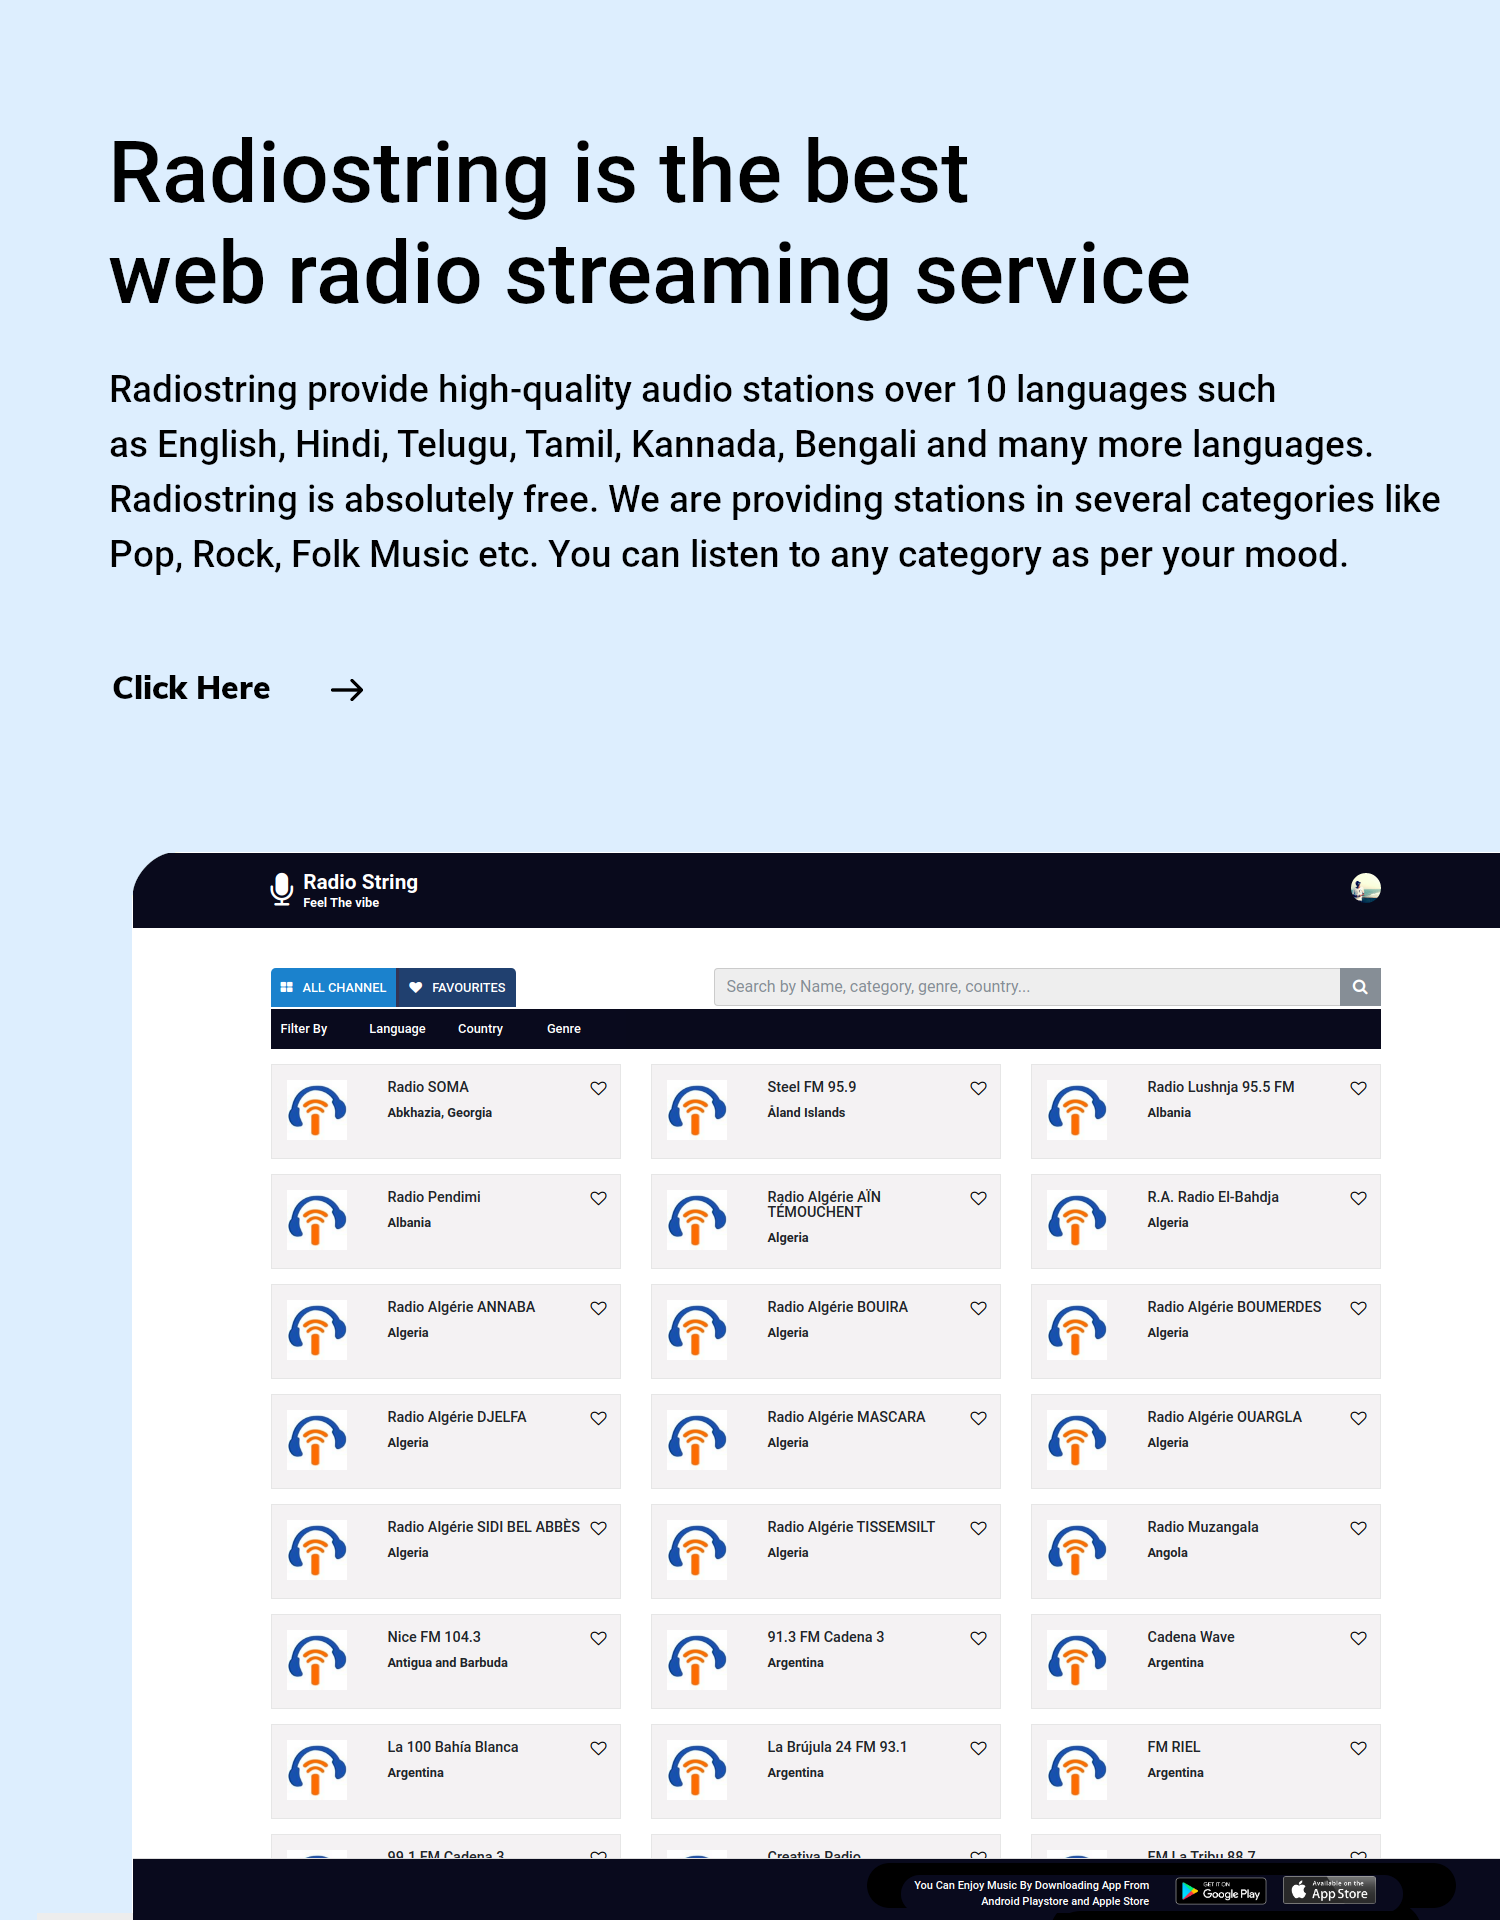 Radiostring is the best
web radio streaming service
Radiostring provide high-quality audio stations over 10 languages such
as English, Hindi, Telugu, Tamil, Kannada, Bengali and many more languages.
Radiostring is absolutely free. We are providing stations in several categories like
Pop, Rock, Folk Music etc. You can listen to any category as per your mood.
Click Here
Radio String
Feel The vibe
ALL CHANNEL FAVOURITES Search by Name, category, genre, country...
Filter By Language Country Genre
Radio SOMA
Abkhazia, Georgia
Steel FM 95.9
Åland Islands
Radio Lushnja 95.5 FM
Albania
Radio Pendimi
Albania
Radio Algérie AÏN
TÉMOUCHENT
Algeria
R.A. Radio El-Bahdja
Algeria
Radio Algérie ANNABA
Algeria
Radio Algérie BOUIRA
Algeria
Radio Algérie BOUMERDES
Algeria
Radio Algérie DJELFA
Algeria
Radio Algérie MASCARA
Algeria
Radio Algérie OUARGLA
Algeria
Radio Algérie SIDI BEL ABBÈS
Algeria
Radio Algérie TISSEMSILT
Algeria
Radio Muzangala
Angola
Nice FM 104.3
Antigua and Barbuda
91.3 FM Cadena 3
Argentina
Cadena Wave
Argentina
La 100 Bahía Blanca
Argentina
La Brújula 24 FM 93.1
Argentina
FM RIEL
Argentina
99.1 FM Cadena 3
Creativa Radio
FM La Tribu 88.7
You Can Enjoy Music By Downloading App From
Android Playstore and Apple Store
GET IT ON
Google Play
Available on the
App Store